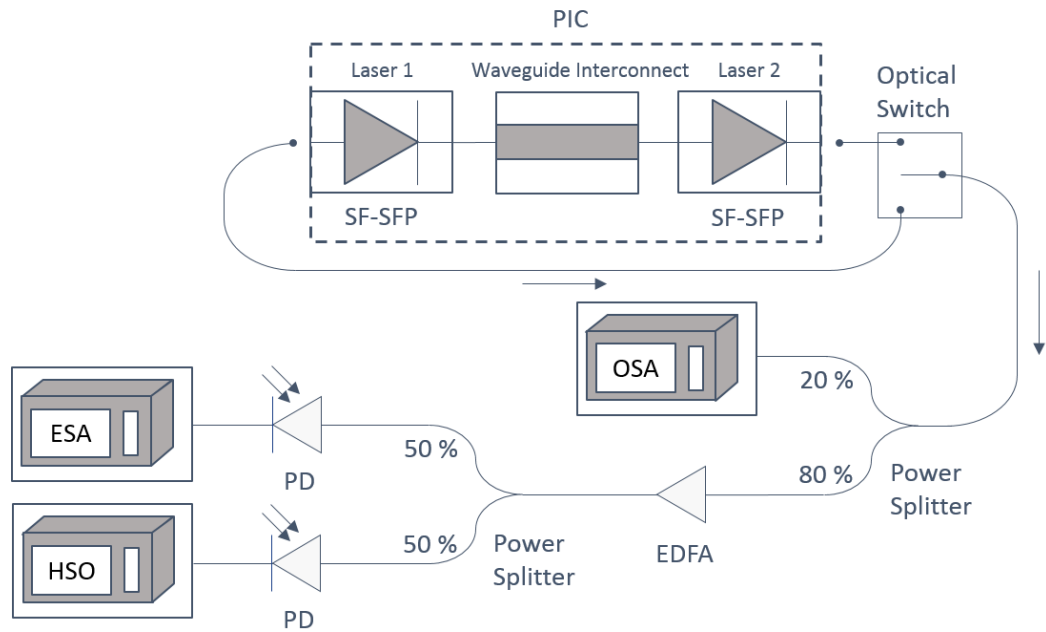 PIC
Laser 1
Waveguide Interconnect
Laser 2
Optical
Switch
SF-SFP
SF-SFP
OSA
20 %
ESA
50 %
80 %
Power
Splitter
PD
HSO
50 %
Power
Splitter
EDFA
PD